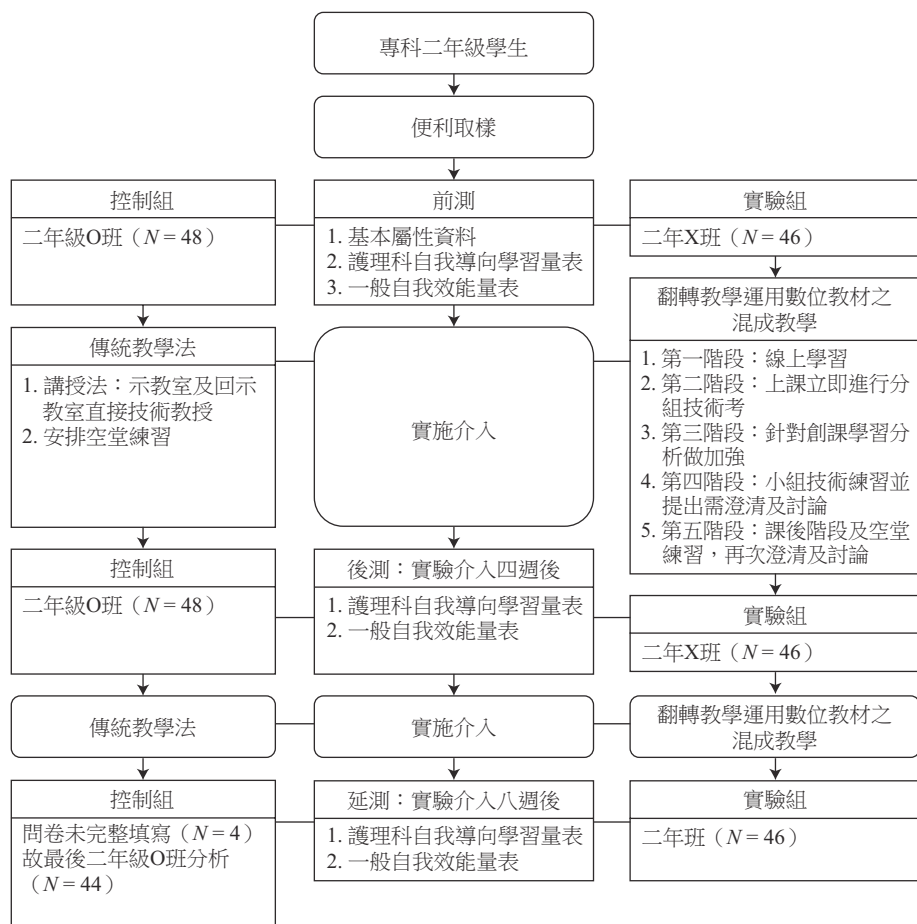 專科二年級學生
便利取樣
控制組
二年級O班（N = 48）
前測
1. 基本屬性資料
2. 護理科自我導向學習量表
3. 一般自我效能量表
實驗組
二年X班（N = 46）
傳統教學法
1. 講授法：示教室及回示
教室直接技術教授
2. 安排空堂練習
實施介入
翻轉教學運用數位教材之
混成教學
1. 第一階段：線上學習
2. 第二階段：上課立即進行分
組技術考
3. 第三階段：針對創課學習分
析做加強
4. 第四階段：小組技術練習並
提出需澄清及討論
5. 第五階段：課後階段及空堂
練習，再次澄清及討論
控制組
二年級O班（N = 48）
後測：實驗介入四週後
1. 護理科自我導向學習量表
2. 一般自我效能量表
實驗組
二年X班（N = 46）
傳統教學法
實施介入
翻轉教學運用數位教材之
混成教學
控制組
問卷未完整填寫（N = 4）
故最後二年級O班分析
（N = 44）
延測：實驗介入八週後
1. 護理科自我導向學習量表
2. 一般自我效能量表
實驗組
二年班（N = 46）